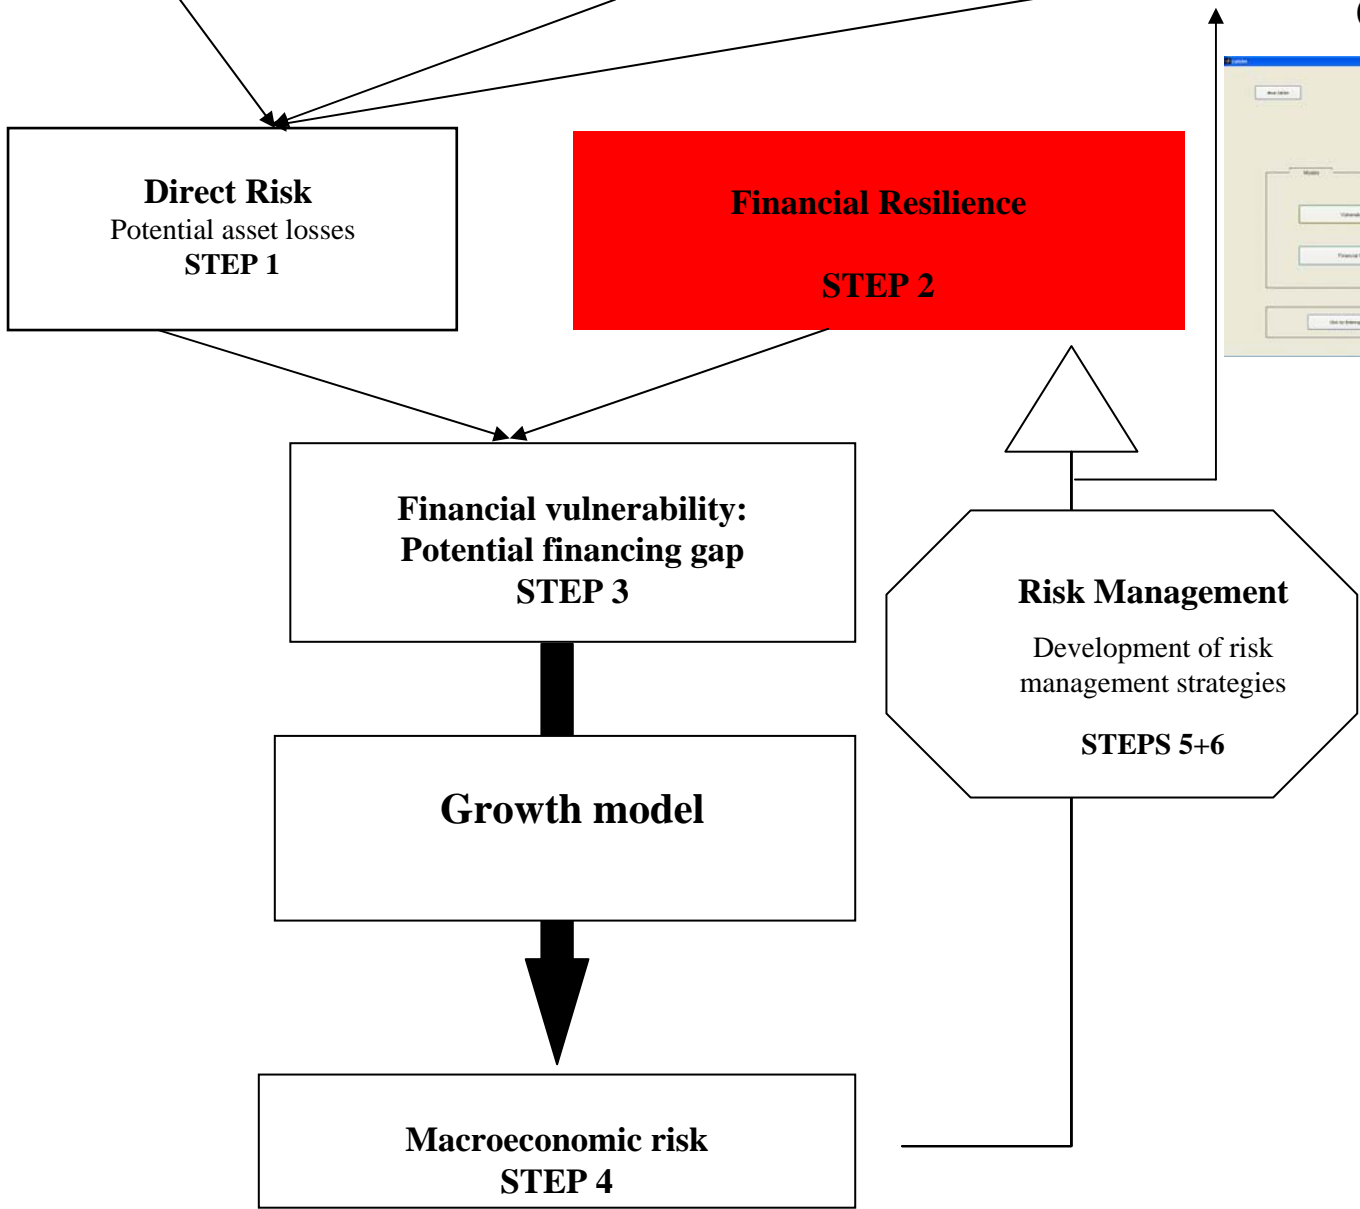 Direct Risk
Potential asset losses
STEP 1
Financial Resilience
STEP 2
Financial vulnerability:
Potential financing gap
STEP 3
Risk Management
Development of risk
management strategies
STEPS 5+6
Growth model
Macroeconomic risk
STEP 4